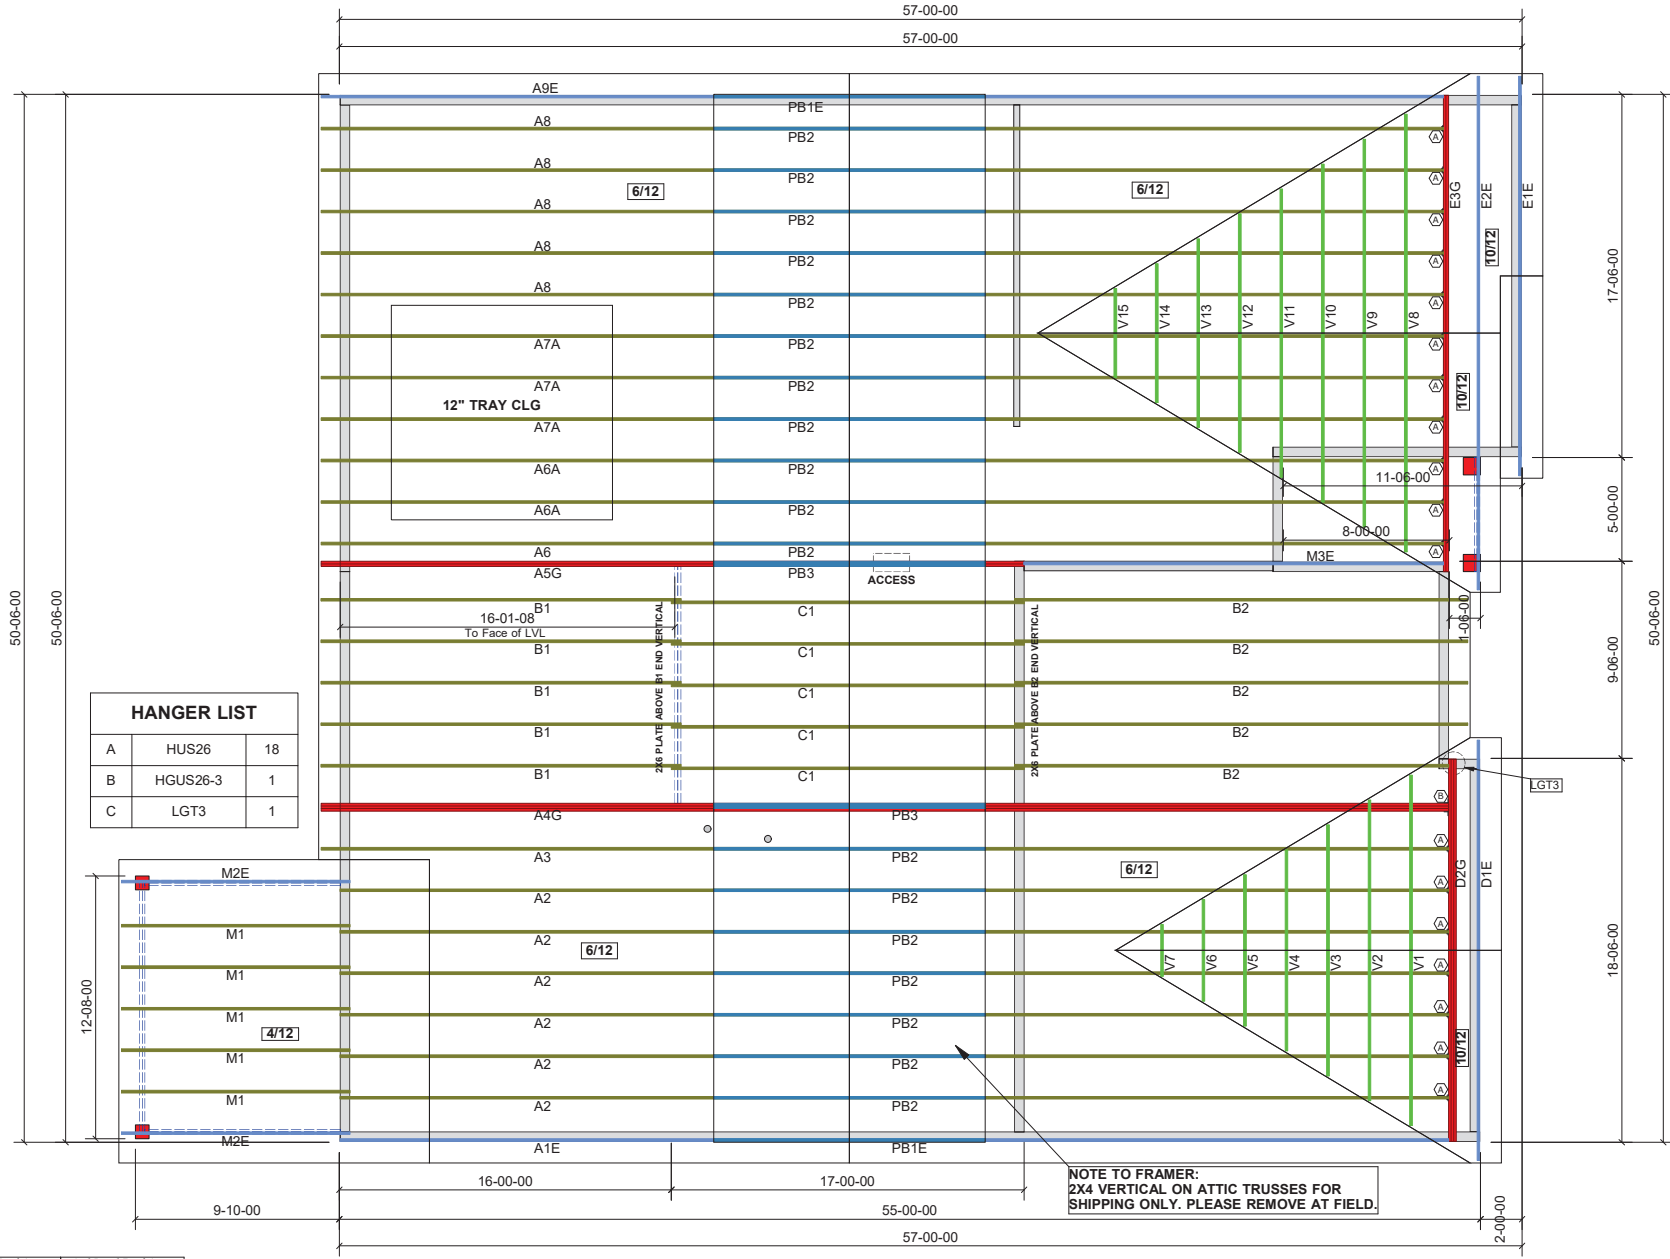 57-00-00
57-00-00
A9E
PB1E
A8
PB2
A8
PB2
6/12
6/12
A8
PB2
A8
PB2
A8
PB2
A7A
PB2
A7A
PB2
12" TRAY CLG
A7A
PB2
A6A
PB2
A6A
PB2
A6
PB2
A5G
PB3
ACCESS
M3E
V15
V14
V13
V12
V11
V10
V9
V8
A
A
A
A
A
A
A
A
A
A
A
E3G
E2E
E1E
10/12
10/12
11-06-00
8-00-00
1-06-00
17-06-00
5-00-00
9-06-00
18-06-00
50-06-00
50-06-00
50-06-00
16-01-08
To Face of LVL
B1
C1
B2
B1
C1
B2
B1
C1
B2
B1
C1
B2
B1
C1
B2
2X6 PLATE ABOVE B1 END VERTICAL
2X6 PLATE ABOVE B2 END VERTICAL
HANGER LIST
A HUS26 18
B HGUS26-3 1
C LGT3 1
LGT3
A4G
PB3
A3
PB2
A2
PB2
A2
PB2
A2
PB2
A2
PB2
A2
PB2
A2
PB2
A1E
PB1E
6/12
6/12
V7
V6
V5
V4
V3
V2
V1
B
A
A
A
A
A
A
A
D2G
D1E
10/12
M2E
M1
M1
M1
4/12
M1
M1
M2E
12-08-00
NOTE TO FRAMER:
2X4 VERTICAL ON ATTIC TRUSSES FOR
SHIPPING ONLY. PLEASE REMOVE AT FIELD.
16-00-00
17-00-00
9-10-00
55-00-00
2-00-00
57-00-00